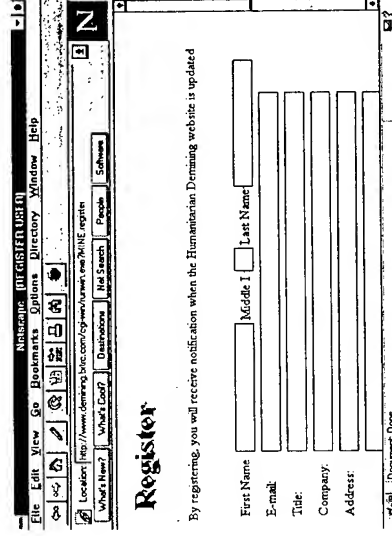 Netscape - [REGISTER USER]
File Edit View Go Bookmarks Options Directory Window Help
N
Location: http://www.demining.brtrc.com/cgi-win/runwin.exe?MINE.register
What's New? What's Cool? Destinations Net Search People Software
Register
By registering, you will receive notification when the Humanitarian Demining website is updated
First Name Middle I Last Name
E-mail:
Title:
Company:
Address:
Document: Done